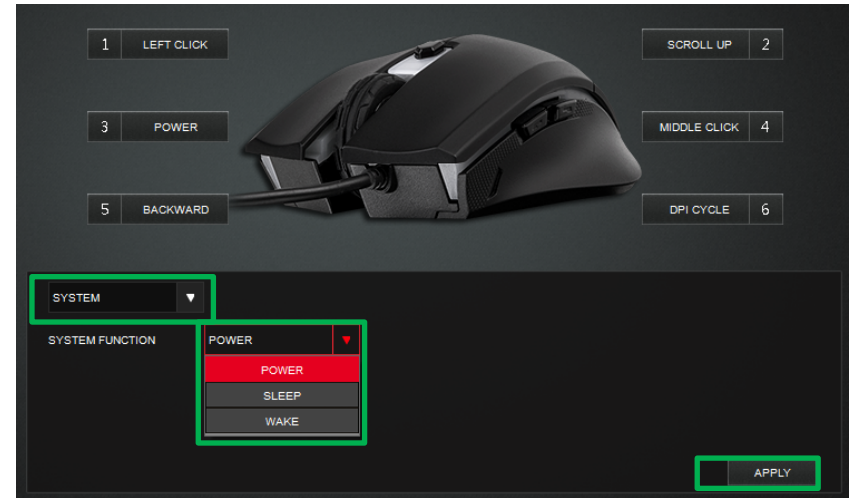 1 LEFT CLICK
SCROLL UP 2
3 POWER
MIDDLE CLICK 4
5 BACKWARD
DPI CYCLE 6
SYSTEM
SYSTEM FUNCTION POWER
POWER
SLEEP
WAKE
APPLY